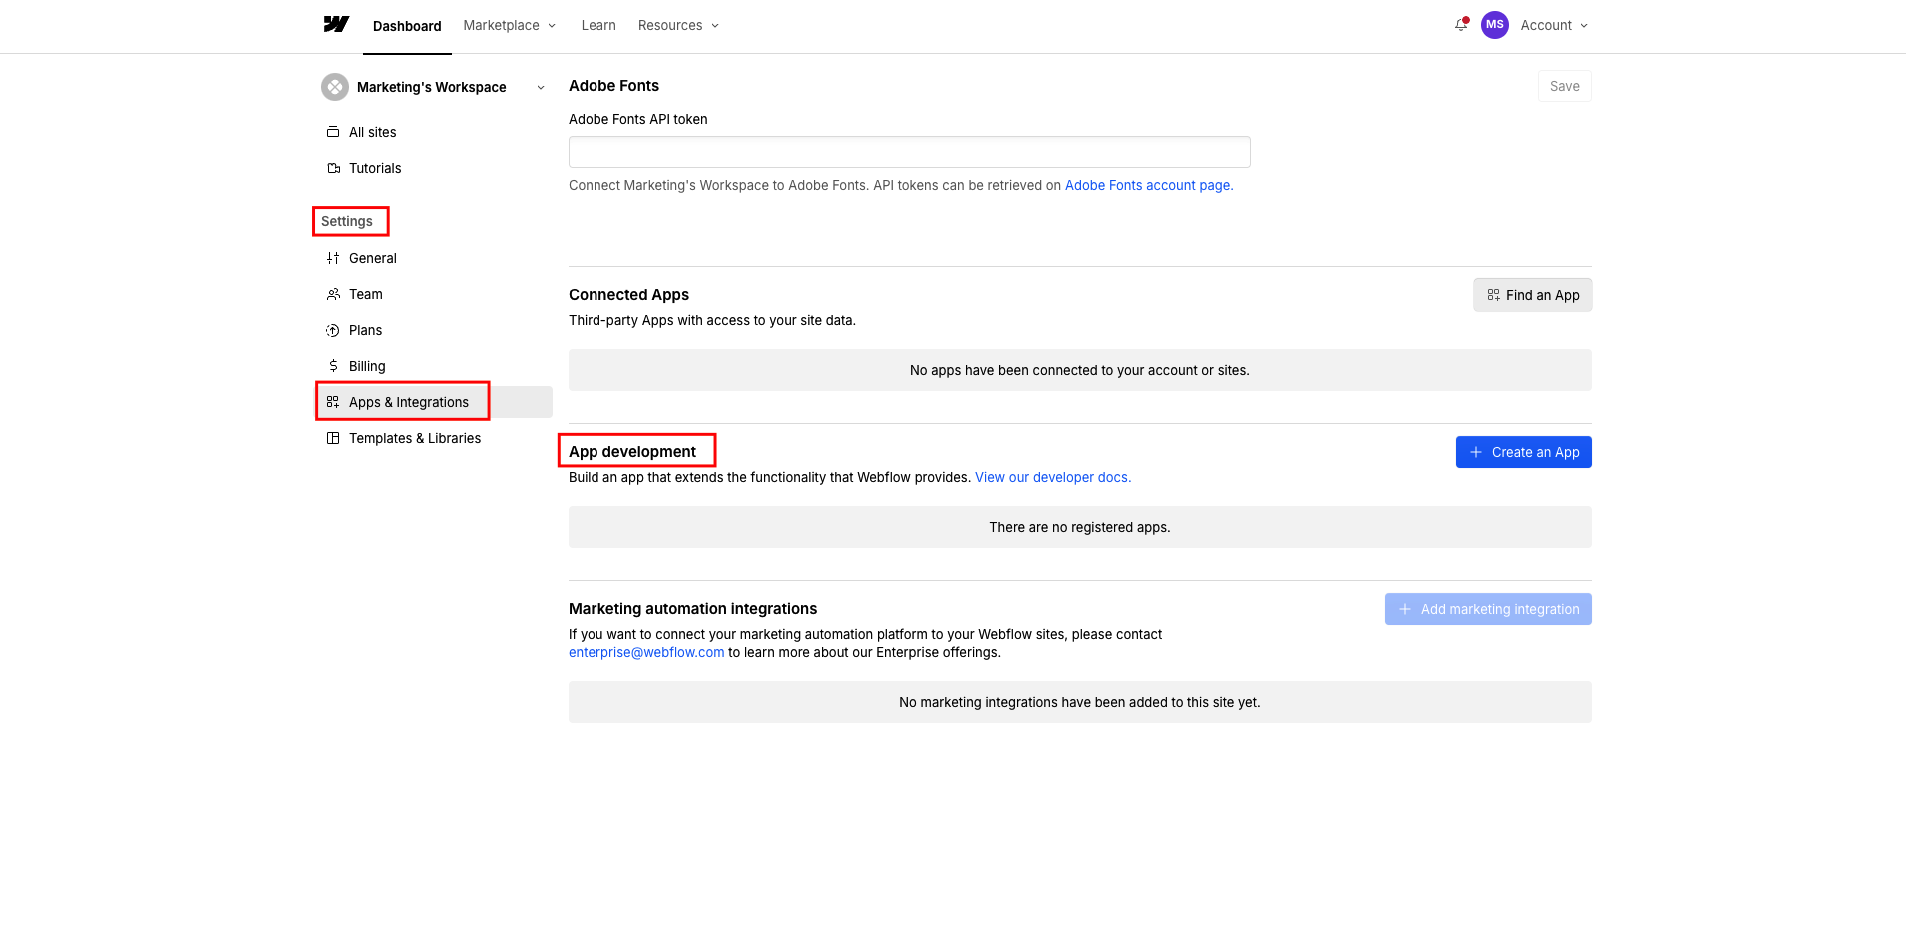 Dashboard
Marketplace
Learn
Resources
MS
Account
Marketing's Workspace
All sites
Tutorials
Settings
General
Team
Plans
Billing
Apps & Integrations
Templates & Libraries
Adobe Fonts
Save
Adobe Fonts API token
Connect Marketing's Workspace to Adobe Fonts. API tokens can be retrieved on Adobe Fonts account page.
Connected Apps
Find an App
Third-party Apps with access to your site data.
No apps have been connected to your account or sites.
App development
Create an App
Build an app that extends the functionality that Webflow provides. View our developer docs.
There are no registered apps.
Marketing automation integrations
Add marketing integration
If you want to connect your marketing automation platform to your Webflow sites, please contact
enterprise@webflow.com to learn more about our Enterprise offerings.
No marketing integrations have been added to this site yet.